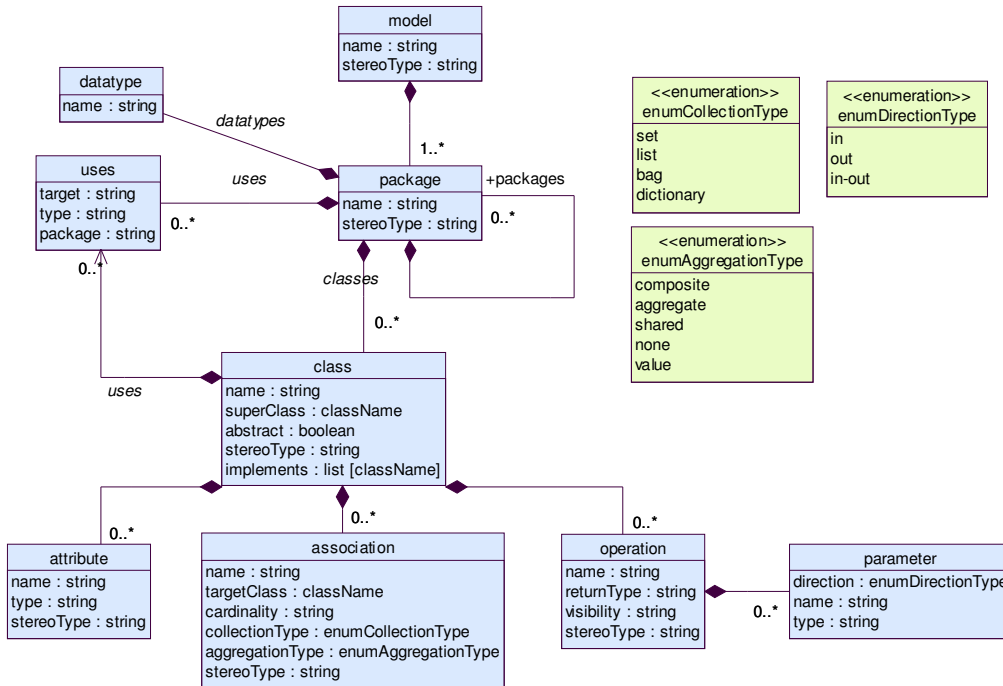 model
name : string
stereoType : string
datatype
name : string
datatypes
1..*
uses
target : string
type : string
package : string
uses
0..*
0..*
package
name : string
stereoType : string
+packages
0..*
classes
0..*
<<enumeration>>
enumCollectionType
set
list
bag
dictionary
<<enumeration>>
enumDirectionType
in
out
in-out
<<enumeration>>
enumAggregationType
composite
aggregate
shared
none
value
class
name : string
superClass : className
abstract : boolean
stereoType : string
implements : list [className]
uses
0..*
0..*
0..*
attribute
name : string
type : string
stereoType : string
association
name : string
targetClass : className
cardinality : string
collectionType : enumCollectionType
aggregationType : enumAggregationType
stereoType : string
operation
name : string
returnType : string
visibility : string
stereoType : string
0..*
parameter
direction : enumDirectionType
name : string
type : string